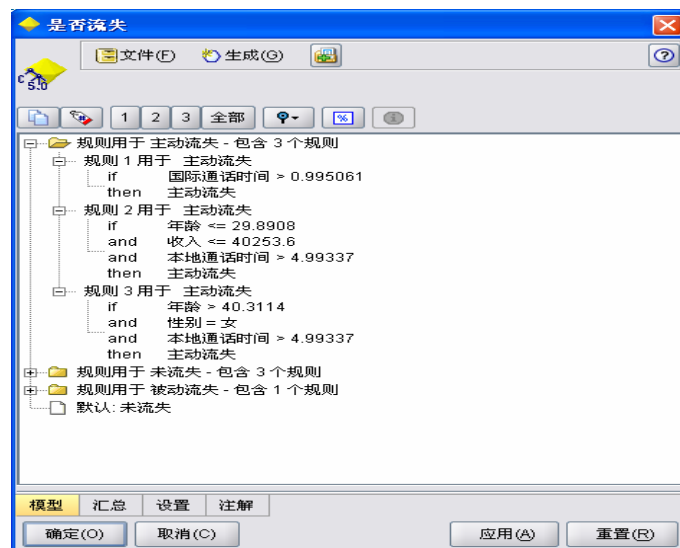 是否流失
文件(F) 生成(G)
C 5.0
1 2 3 全部 %
规则用于 主动流失 - 包含 3 个规则
规则 1 用于 主动流失
if 国际通话时间 > 0.995061
then 主动流失
规则 2 用于 主动流失
if 年龄 <= 29.8908
and 收入 <= 40253.6
and 本地通话时间 > 4.99337
then 主动流失
规则 3 用于 主动流失
if 年龄 > 40.3114
and 性别 = 女
and 本地通话时间 > 4.99337
then 主动流失
规则用于 未流失 - 包含 3 个规则
规则用于 被动流失 - 包含 1 个规则
默认: 未流失
模型 汇总 设置 注解
确定(O) 取消(C) 应用(A) 重置(R)